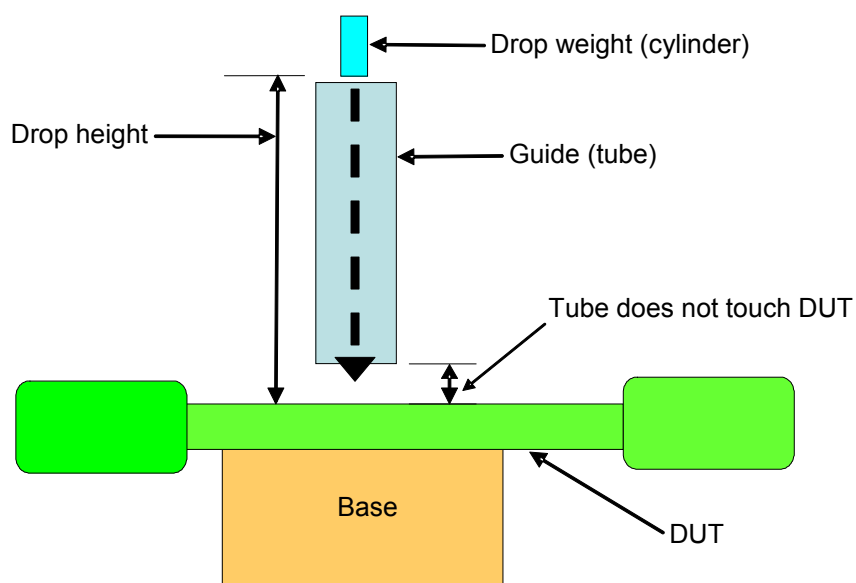 Drop weight (cylinder)
Drop height
Guide (tube)
Tube does not touch DUT
Base
DUT